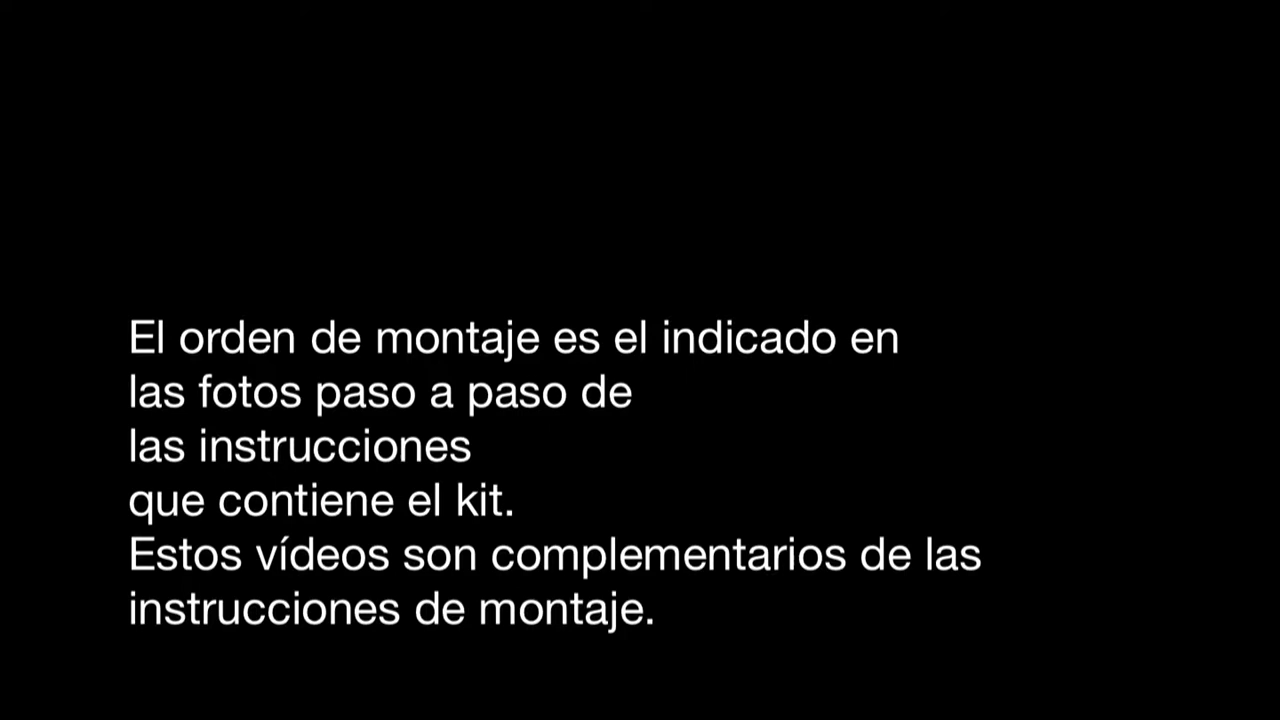 El orden de montaje es el indicado en
las fotos paso a paso de
las instrucciones
que contiene el kit.
Estos vídeos son complementarios de las
instrucciones de montaje.